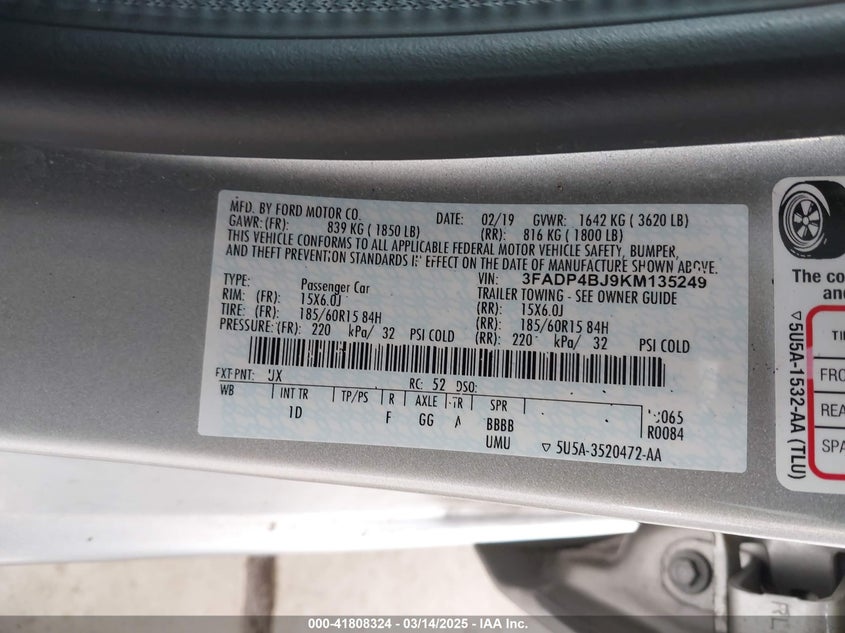 MFD. BY FORD MOTOR CO. DATE: 02/19 GVWR: 1642 KG ( 3620 LB)
GAWR:(FR): 839 KG ( 1850 LB) (RR): 816 KG ( 1800 LB)
THIS VEHICLE CONFORMS TO ALL APPLICABLE FEDERAL MOTOR VEHICLE SAFETY, BUMPER,
AND THEFT PREVENTION STANDARDS IN EFFECT ON THE DATE OF MANUFACTURE SHOWN ABOVE.
VIN: 3FADP4BJ9KM135249
TYPE: Passenger Car TRAILER TOWING - SEE OWNER GUIDE
RIM: (FR): 15X6.0J (RR): 15X6.0J
TIRE: (FR): 185/60R15 84H (RR): 185/60R15 84H
PRESSURE:(FR): 220 kPa/ 32 PSI COLD (RR): 220 kPa/ 32 PSI COLD
EXT PNT: UX RC: 52 DSO:
WB INT TR TP/PS R AXLE TR SPR
1D F GG A BBBB
UMU
065
R0084
▽ 5U5A-3520472-AA
The co
an
▽5U5A-1532-AA (TLU)
TI
FRO
REA
SPA
RL
000-41808324 / 03/14/2025 - IAA Inc.